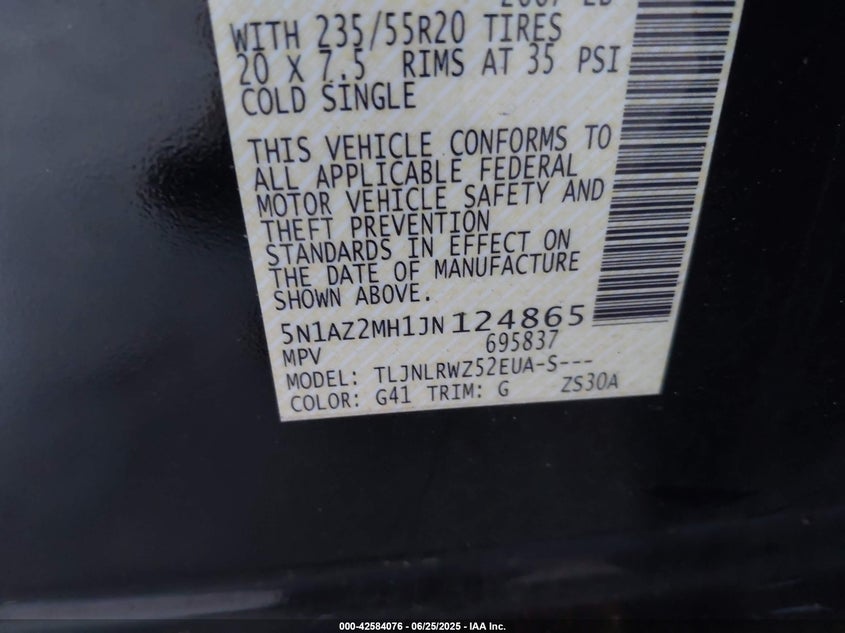 WITH 235/55R20 TIRES
20 X 7.5 RIMS AT 35 PSI
COLD SINGLE
THIS VEHICLE CONFORMS TO
ALL APPLICABLE FEDERAL
MOTOR VEHICLE SAFETY AND
THEFT PREVENTION
STANDARDS IN EFFECT ON
THE DATE OF MANUFACTURE
SHOWN ABOVE.
5N1AZ2MH1JN124865
MPV 695837
MODEL: TLJNLRWZ52EUA-S---
COLOR: G41 TRIM: G ZS30A
000-42584076 - 06/25/2025 - IAA Inc.